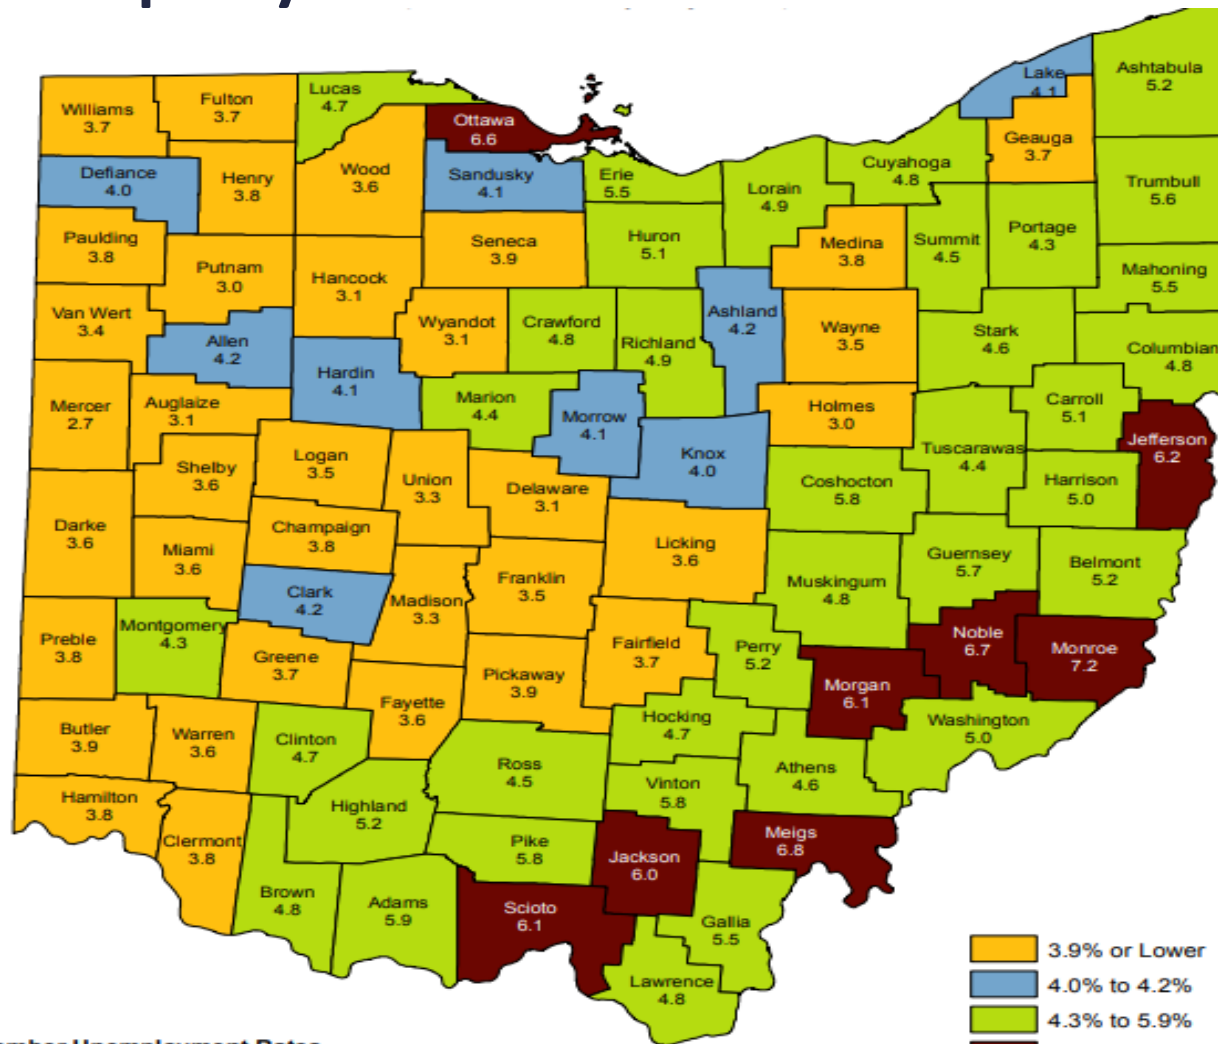 Williams
3.7
Fulton
3.7
Lucas
4.7
Ottawa
6.6
Lake
4.1
Ashtabula
5.2
Geauga
3.7
Defiance
4.0
Henry
3.8
Wood
3.6
Sandusky
4.1
Erie
5.5
Lorain
4.9
Cuyahoga
4.8
Trumbull
5.6
Paulding
3.8
Putnam
3.0
Hancock
3.1
Seneca
3.9
Huron
5.1
Medina
3.8
Summit
4.5
Portage
4.3
Mahoning
5.5
Van Wert
3.4
Allen
4.2
Hardin
4.1
Wyandot
3.1
Crawford
4.8
Richland
4.9
Ashland
4.2
Wayne
3.5
Stark
4.6
Columbian
4.8
Mercer
2.7
Auglaize
3.1
Marion
4.4
Morrow
4.1
Knox
4.0
Holmes
3.0
Tuscarawas
4.4
Carroll
5.1
Jefferson
6.2
Shelby
3.6
Logan
3.5
Union
3.3
Delaware
3.1
Coshocton
5.8
Harrison
5.0
Darke
3.6
Miami
3.6
Champaign
3.8
Licking
3.6
Muskingum
4.8
Guernsey
5.7
Belmont
5.2
Clark
4.2
Madison
3.3
Franklin
3.5
Preble
3.8
Montgomery
4.3
Greene
3.7
Fayette
3.6
Pickaway
3.9
Fairfield
3.7
Perry
5.2
Morgan
6.1
Noble
6.7
Monroe
7.2
Butler
3.9
Warren
3.6
Clinton
4.7
Ross
4.5
Hocking
4.7
Athens
4.6
Washington
5.0
Hamilton
3.8
Clermont
3.8
Highland
5.2
Pike
5.8
Vinton
5.8
Jackson
6.0
Meigs
6.8
Brown
4.8
Adams
5.9
Scioto
6.1
Gallia
5.5
Lawrence
4.8
3.9% or Lower
4.0% to 4.2%
4.3% to 5.9%
Unemployment Rates